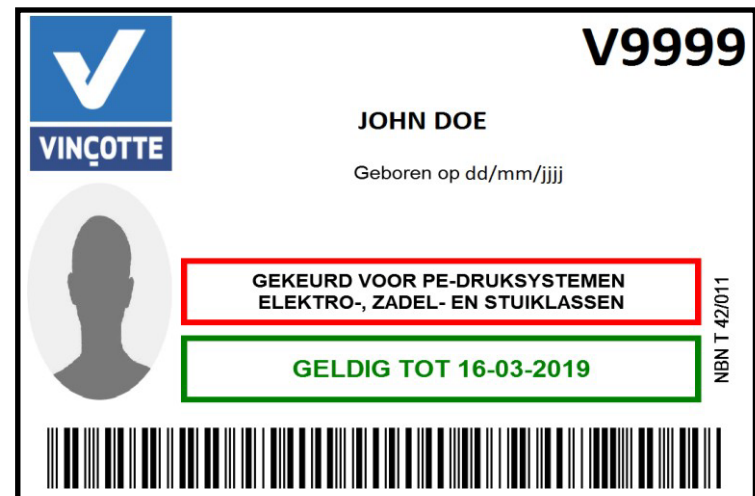 V9999
VINÇOTTE
JOHN DOE
Geboren op dd/mm/jjjj
GEKEURD VOOR PE-DRUKSYSTEMEN
ELEKTRO-, ZADEL- EN STUIKLASSEN
GELDIG TOT 16-03-2019
NBN T 42/011